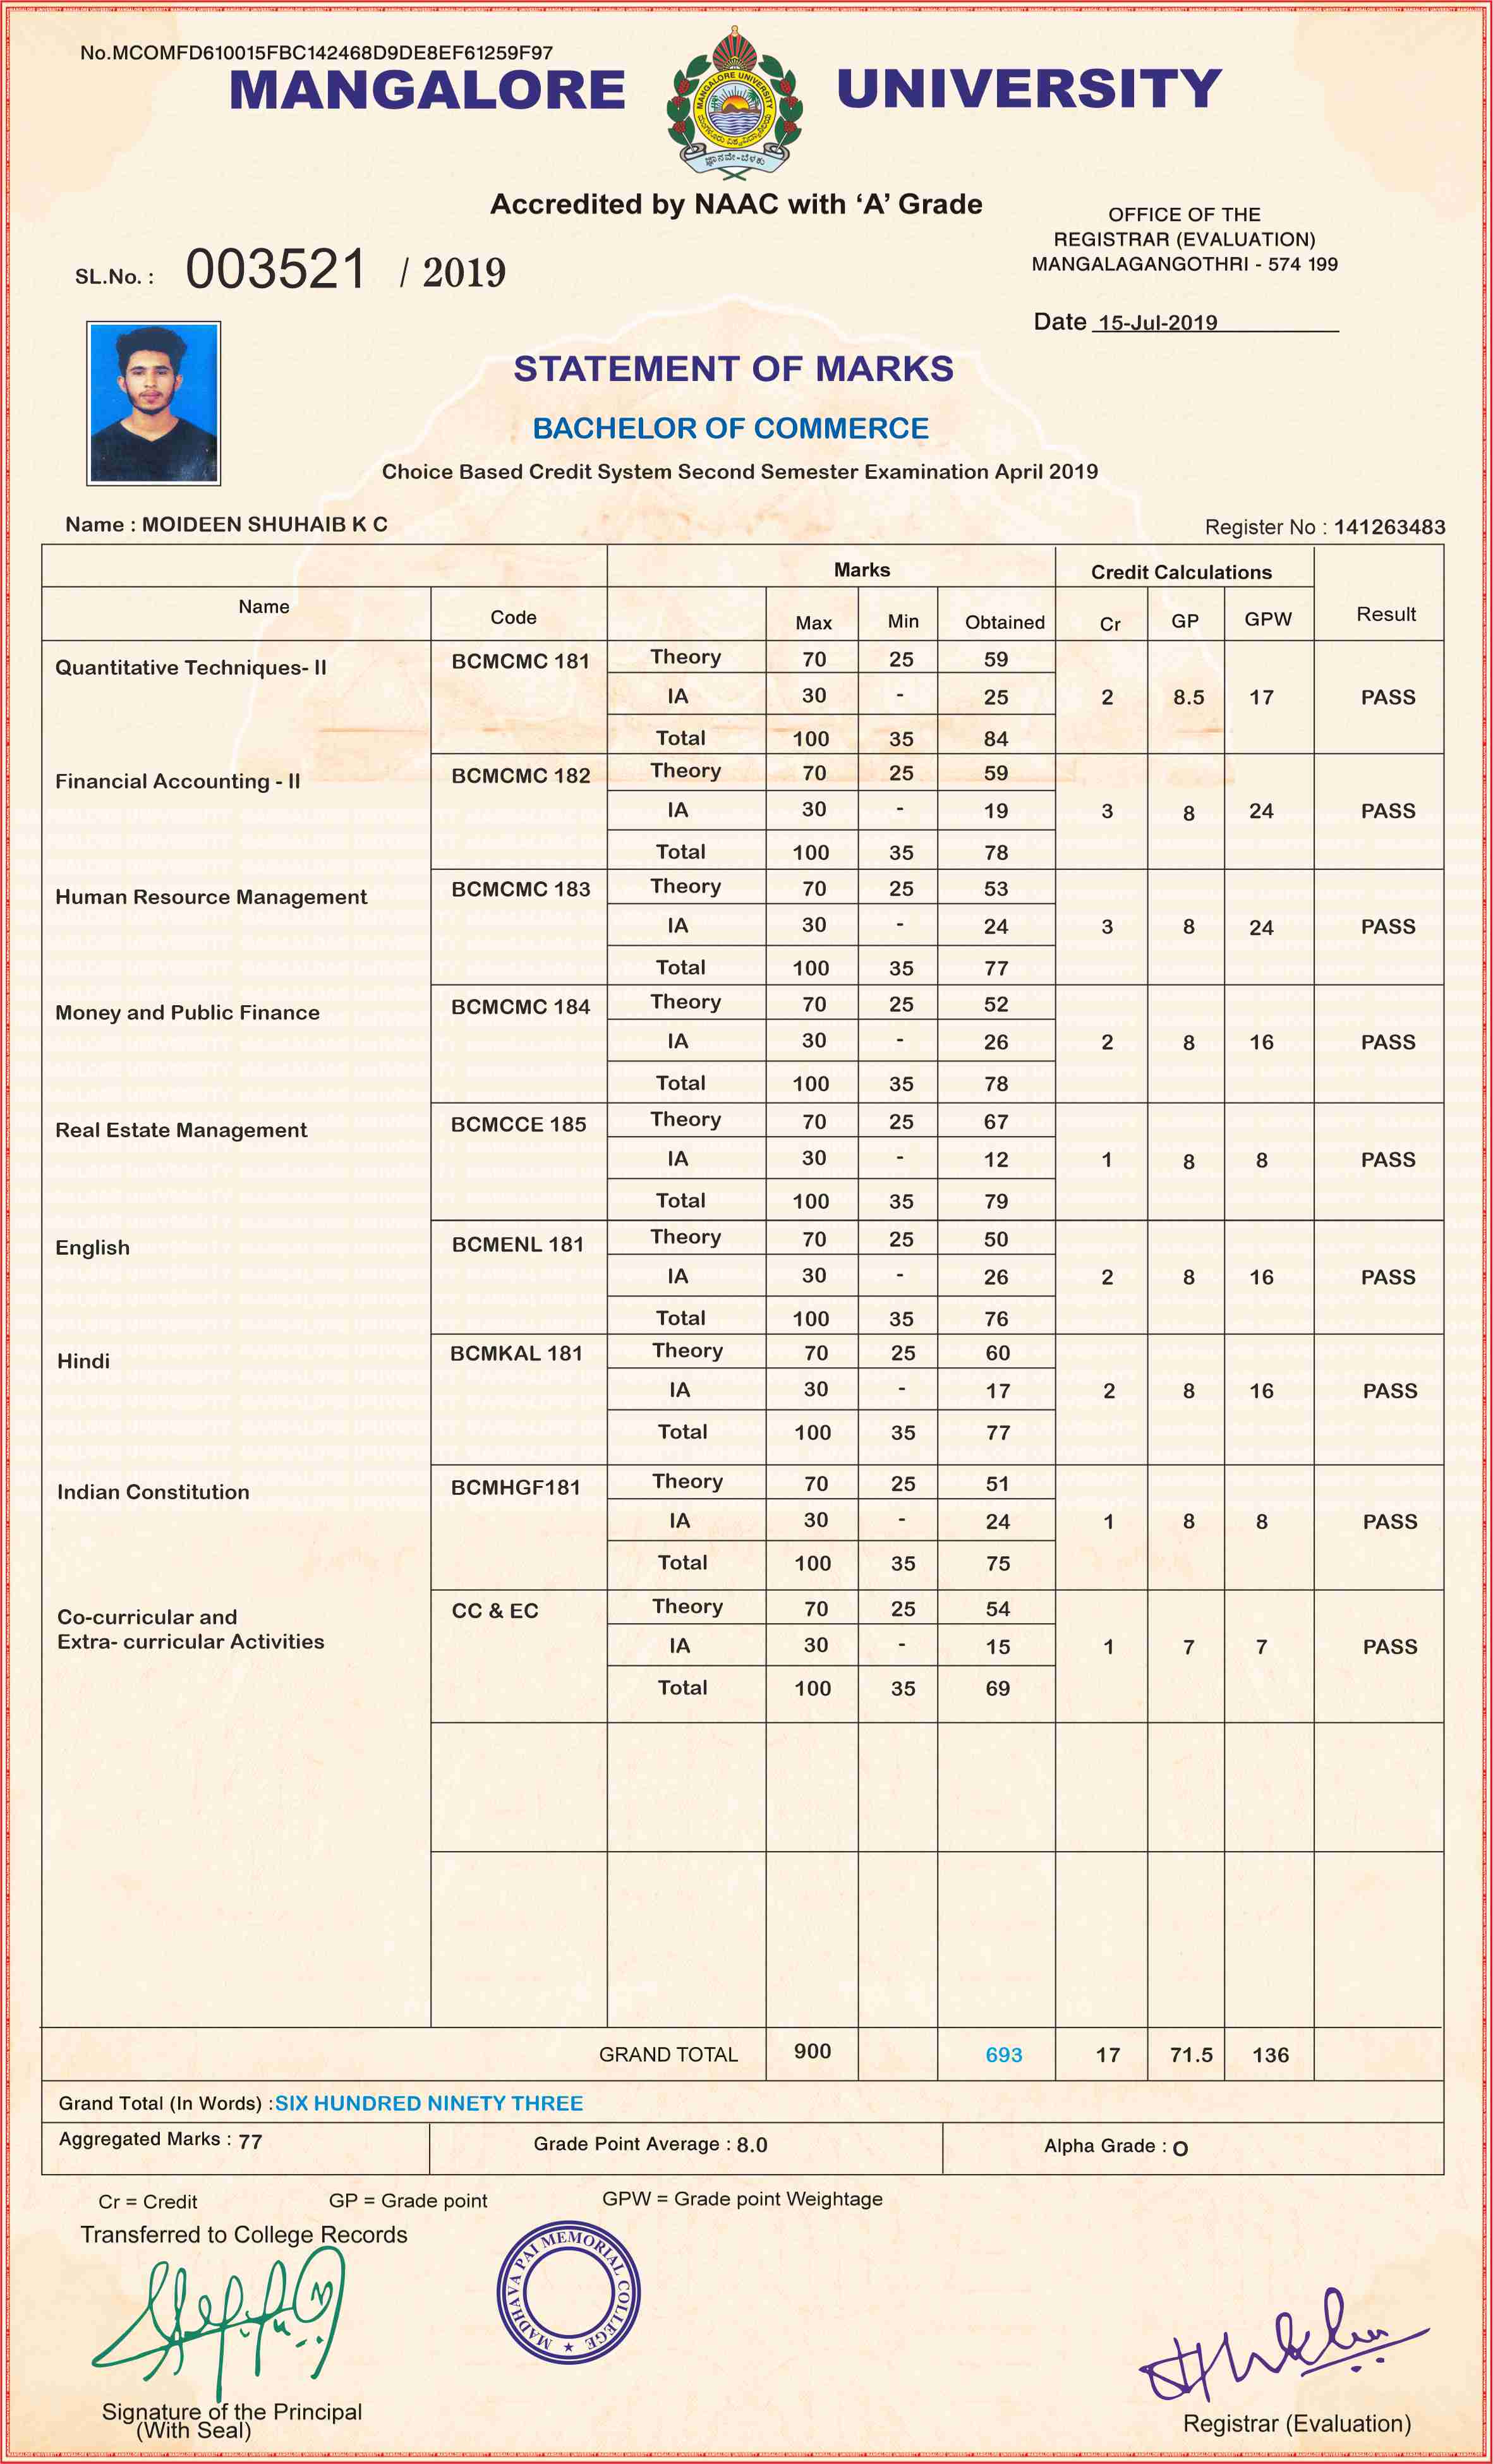 No.MCOMFD610015FBC142468D9DE8EF61259F97
MANGALORE UNIVERSITY
MANGALORE UNIVERSITY
ಮಂಗಳೂರು ವಿಶ್ವವಿದ್ಯಾನಿಲಯ
ಜ್ಞಾನವೇ-ಬೆಳಕು
Accredited by NAAC with ‘A’ Grade
OFFICE OF THE
REGISTRAR (EVALUATION)
MANGALAGANGOTHRI - 574 199
SL.No. : 003521 / 2019
Date 15-Jul-2019
STATEMENT OF MARKS
BACHELOR OF COMMERCE
Choice Based Credit System Second Semester Examination April 2019
Name : MOIDEEN SHUHAIB K C Register No : 141263483
Marks Credit Calculations
Name Code Max Min Obtained Cr GP GPW Result
Quantitative Techniques- II BCMCMC 181 Theory 70 25 59
IA 30 - 25 2 8.5 17 PASS
Total 100 35 84
Financial Accounting - II BCMCMC 182 Theory 70 25 59
IA 30 - 19 3 8 24 PASS
Total 100 35 78
Human Resource Management BCMCMC 183 Theory 70 25 53
IA 30 - 24 3 8 24 PASS
Total 100 35 77
Money and Public Finance BCMCMC 184 Theory 70 25 52
IA 30 - 26 2 8 16 PASS
Total 100 35 78
Real Estate Management BCMCCE 185 Theory 70 25 67
IA 30 - 12 1 8 8 PASS
Total 100 35 79
English BCMENL 181 Theory 70 25 50
IA 30 - 26 2 8 16 PASS
Total 100 35 76
Hindi BCMKAL 181 Theory 70 25 60
IA 30 - 17 2 8 16 PASS
Total 100 35 77
Indian Constitution BCMHGF181 Theory 70 25 51
IA 30 - 24 1 8 8 PASS
Total 100 35 75
Co-curricular and CC & EC Theory 70 25 54
Extra- curricular Activities IA 30 - 15 1 7 7 PASS
Total 100 35 69
GRAND TOTAL 900 693 17 71.5 136
Grand Total (In Words) :SIX HUNDRED NINETY THREE
Aggregated Marks : 77 Grade Point Average : 8.0 Alpha Grade : O
Cr = Credit GP = Grade point GPW = Grade point Weightage
Transferred to College Records
MADHAVA PAI MEMORIAL COLLEGE
Signature of the Principal
(With Seal)
Registrar (Evaluation)